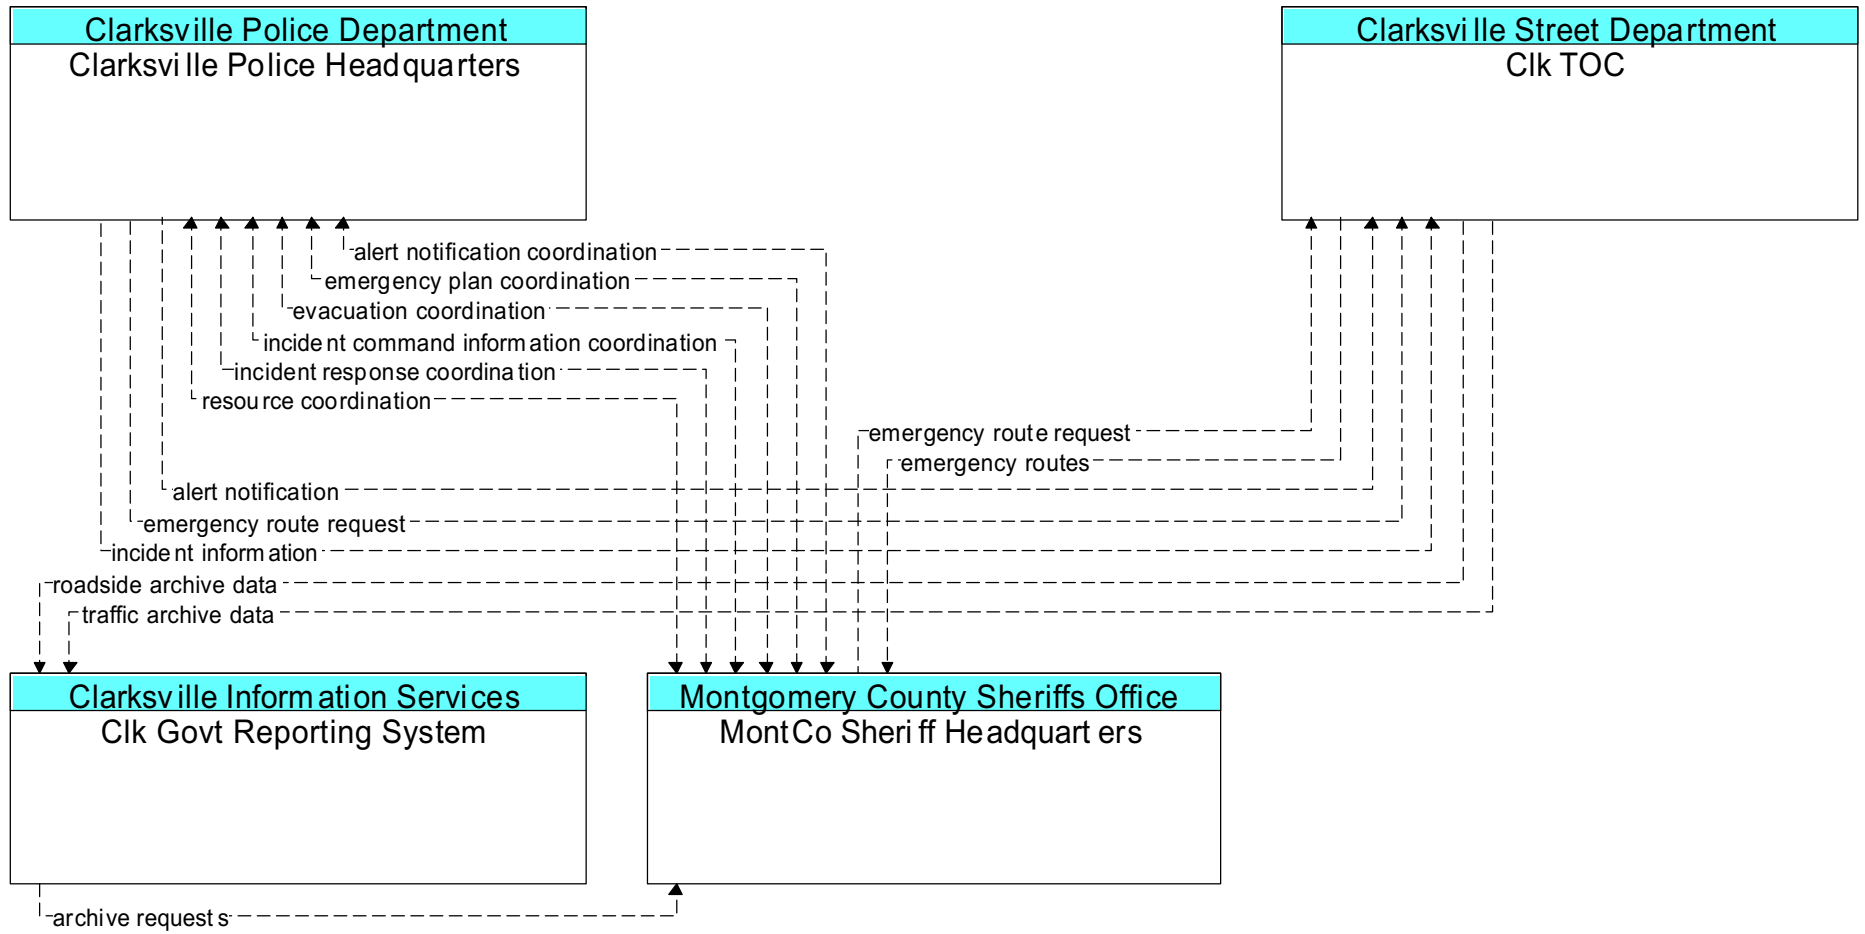 Clarksville Police Department
Clarksville Police Headquarters
Clarksville Street Department
Clk TOC
alert notification coordination
emergency plan coordination
evacuation coordination
incident command information coordination
incident response coordination
resource coordination
emergency route request
emergency routes
alert notification
emergency route request
incident information
roadside archive data
traffic archive data
Clarksville Information Services
Clk Govt Reporting System
Montgomery County Sheriffs Office
MontCo Sheriff Headquarters
archive requests